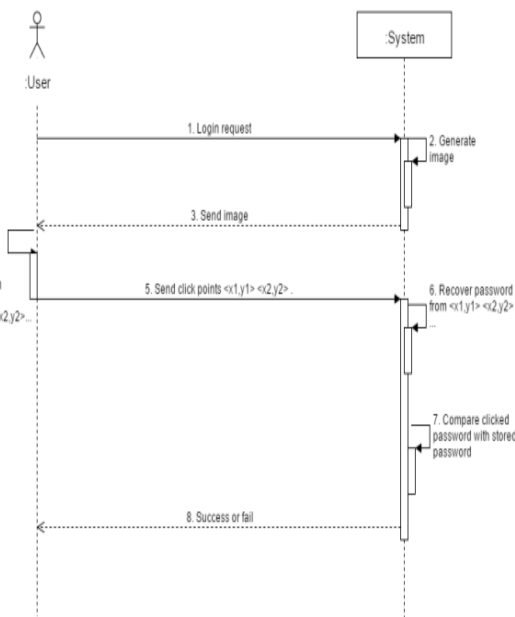 :System
:User
1. Login request
2. Generate
image
3. Send image
x2,y2>...
5. Send click points <x1,y1> <x2,y2> .
6. Recover password
from <x1,y1> <x2,y2>
...
7. Compare clicked
password with stored
password
8. Success or fail